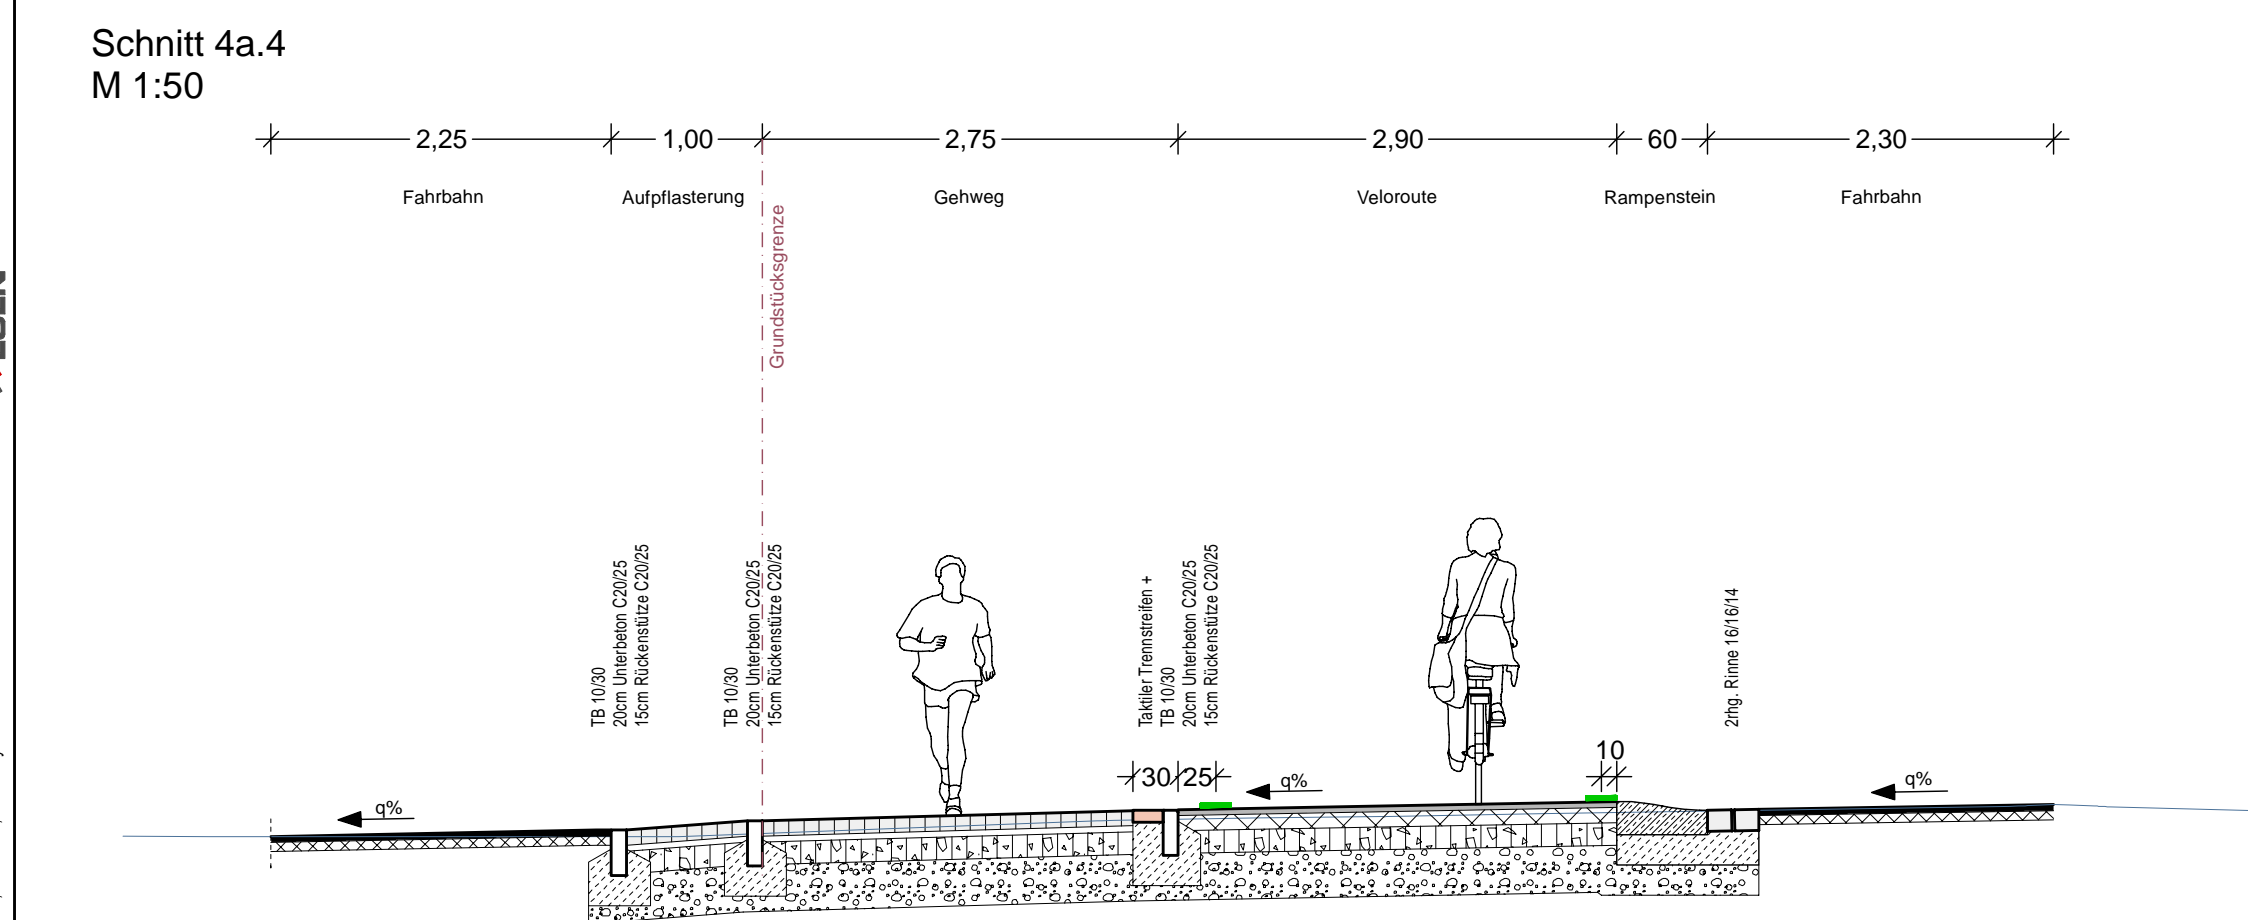 Schnitt 4a.4
M 1:50
2,25
1,00
2,75
2,90
60
2,30
Fahrbahn
Aufpflasterung
Gehweg
Veloroute
Rampenstein
Fahrbahn
Grundstücksgrenze
TB 10/30
20cm Unterbeton C20/25
15cm Rückenstütze C20/25
TB 10/30
20cm Unterbeton C20/25
15cm Rückenstütze C20/25
Taktiler Trennstreifen +
TB 10/30
20cm Unterbeton C20/25
15cm Rückenstütze C20/25
2rhg. Rinne 16/16/14
10
30
25
q%
q%
q%